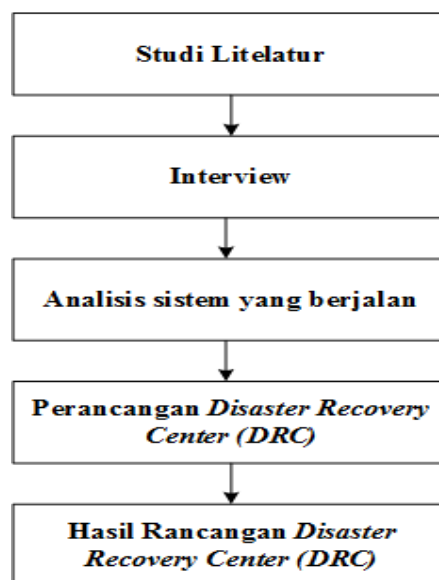 Studi Litelatur
Interview
Analisis sistem yang berjalan
Perancangan Disaster Recovery
Center (DRC)
Hasil Rancangan Disaster
Recovery Center (DRC)